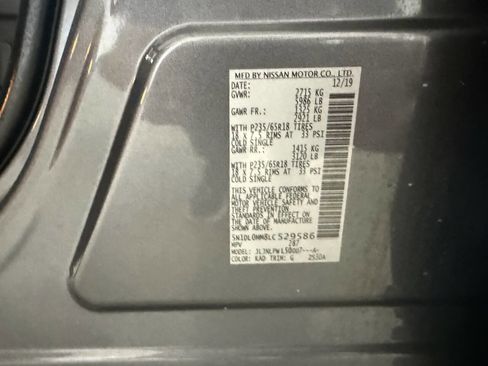 MFD BY NISSAN MOTOR CO., LTD.
DATE: 12/19
GVWR: 2715 KG
5986 LB
GAWR FR.: 1325 KG
2921 LB
WITH P235/65R18 TIRES
18 X 7.5 RIMS AT 33 PSI
COLD SINGLE
GAWR RR.: 1415 KG
3120 LB
WITH P235/65R18 TIRES
18 X 7.5 RIMS AT 33 PSI
COLD SINGLE
THIS VEHICLE CONFORMS TO
ALL APPLICABLE FEDERAL
MOTOR VEHICLE SAFETY AND
THEFT PREVENTION
STANDARDS IN EFFECT ON THE
DATE OF MANUFACTURE SHOWN
ABOVE.
5N1DL0MM8LC529586
MPV 287
MODEL:
COLOR: KAD TRIM: G 2530A